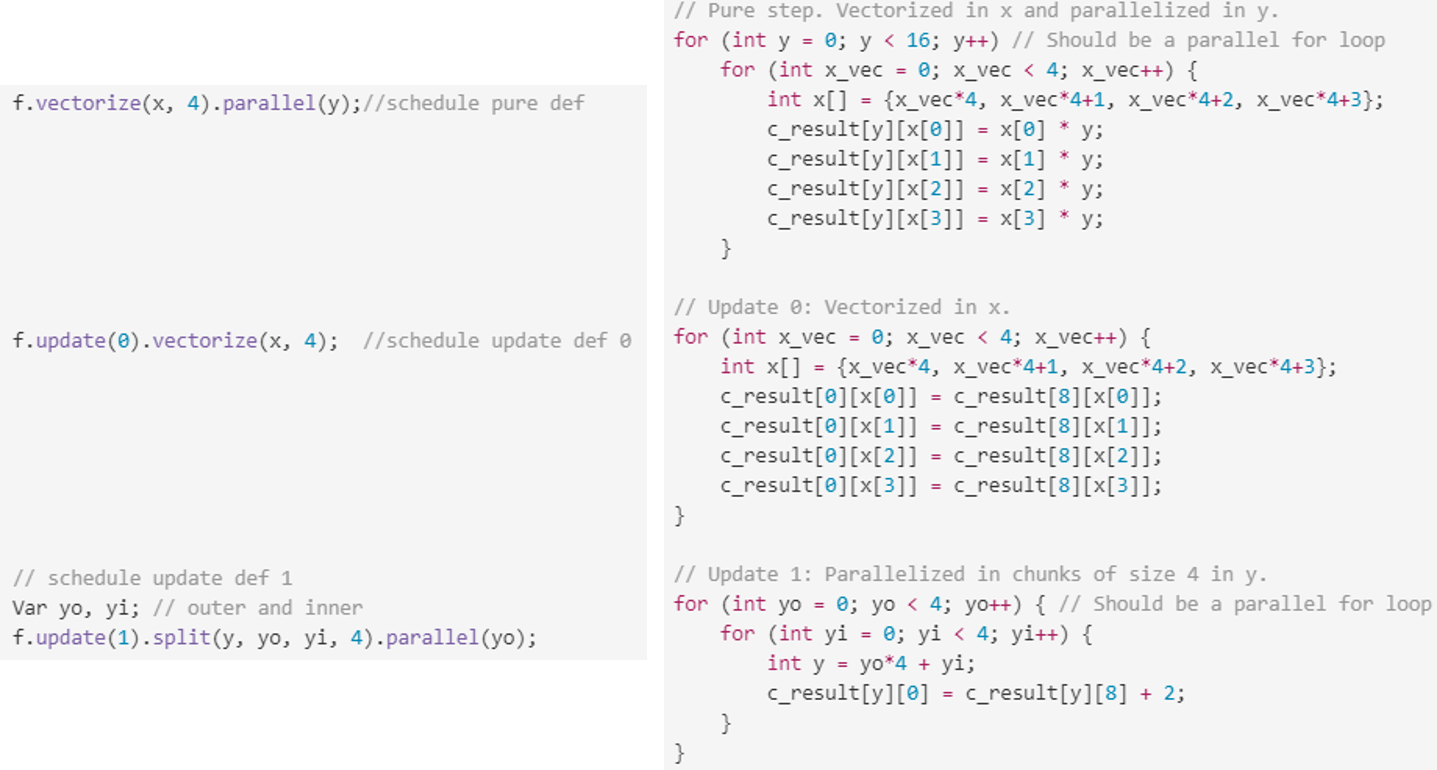 f.vectorize(x, 4).parallel(y);//schedule pure def
f.update(0).vectorize(x, 4);  //schedule update def 0
// schedule update def 1
Var yo, yi; // outer and inner
f.update(1).split(y, yo, yi, 4).parallel(yo);
// Pure step. Vectorized in x and parallelized in y.
for (int y = 0; y < 16; y++) // Should be a parallel for loop
    for (int x_vec = 0; x_vec < 4; x_vec++) {
        int x[] = {x_vec*4, x_vec*4+1, x_vec*4+2, x_vec*4+3};
        c_result[y][x[0]] = x[0] * y;
        c_result[y][x[1]] = x[1] * y;
        c_result[y][x[2]] = x[2] * y;
        c_result[y][x[3]] = x[3] * y;
    }
// Update 0: Vectorized in x.
for (int x_vec = 0; x_vec < 4; x_vec++) {
    int x[] = {x_vec*4, x_vec*4+1, x_vec*4+2, x_vec*4+3};
    c_result[0][x[0]] = c_result[8][x[0]];
    c_result[0][x[1]] = c_result[8][x[1]];
    c_result[0][x[2]] = c_result[8][x[2]];
    c_result[0][x[3]] = c_result[8][x[3]];
}
// Update 1: Parallelized in chunks of size 4 in y.
for (int yo = 0; yo < 4; yo++) { // Should be a parallel for loop
    for (int yi = 0; yi < 4; yi++) {
        int y = yo*4 + yi;
        c_result[y][0] = c_result[y][8] + 2;
    }
}